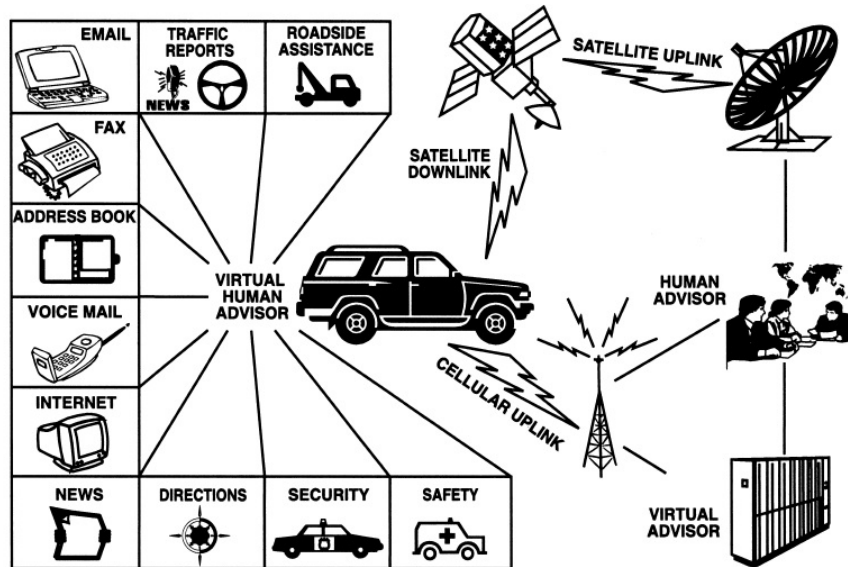 EMAIL
TRAFFIC
REPORTS
NEWS
ROADSIDE
ASSISTANCE
SATELLITE UPLINK
FAX
SATELLITE
DOWNLINK
ADDRESS BOOK
VIRTUAL
HUMAN
ADVISOR
HUMAN
ADVISOR
VOICE MAIL
CELLULAR UPLINK
INTERNET
NEWS
DIRECTIONS
SECURITY
SAFETY
VIRTUAL
ADVISOR